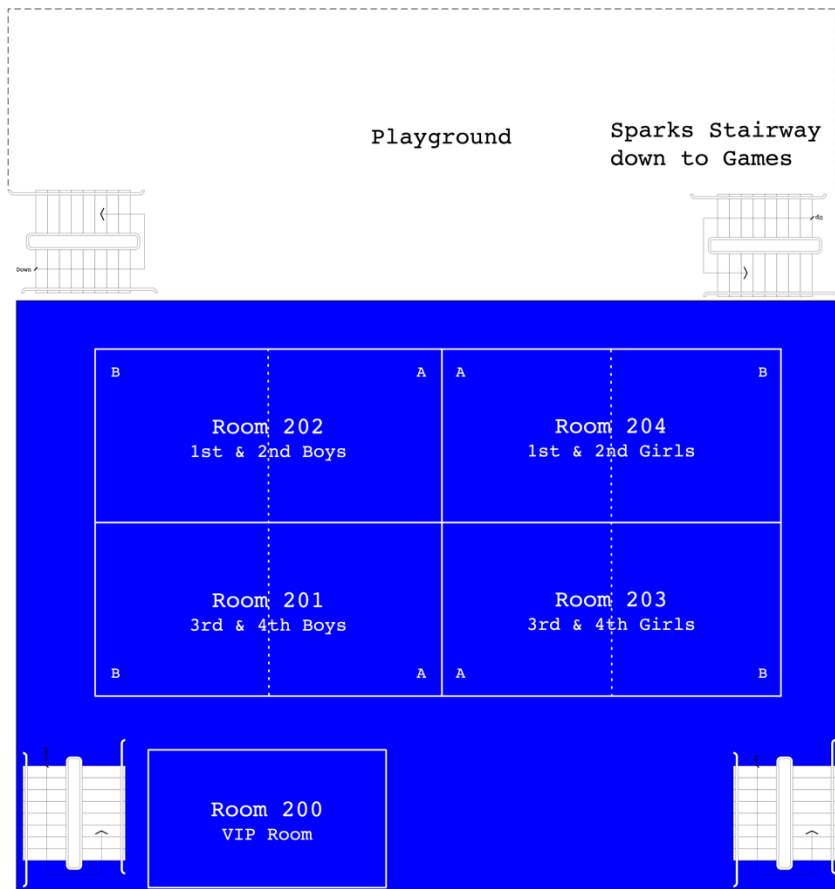 Playground
Sparks Stairway
down to Games
Down
B
A
A
B
Room 202
1st & 2nd Boys
Room 204
1st & 2nd Girls
Room 201
3rd & 4th Boys
Room 203
3rd & 4th Girls
B
A
A
B
Room 200
VIP Room